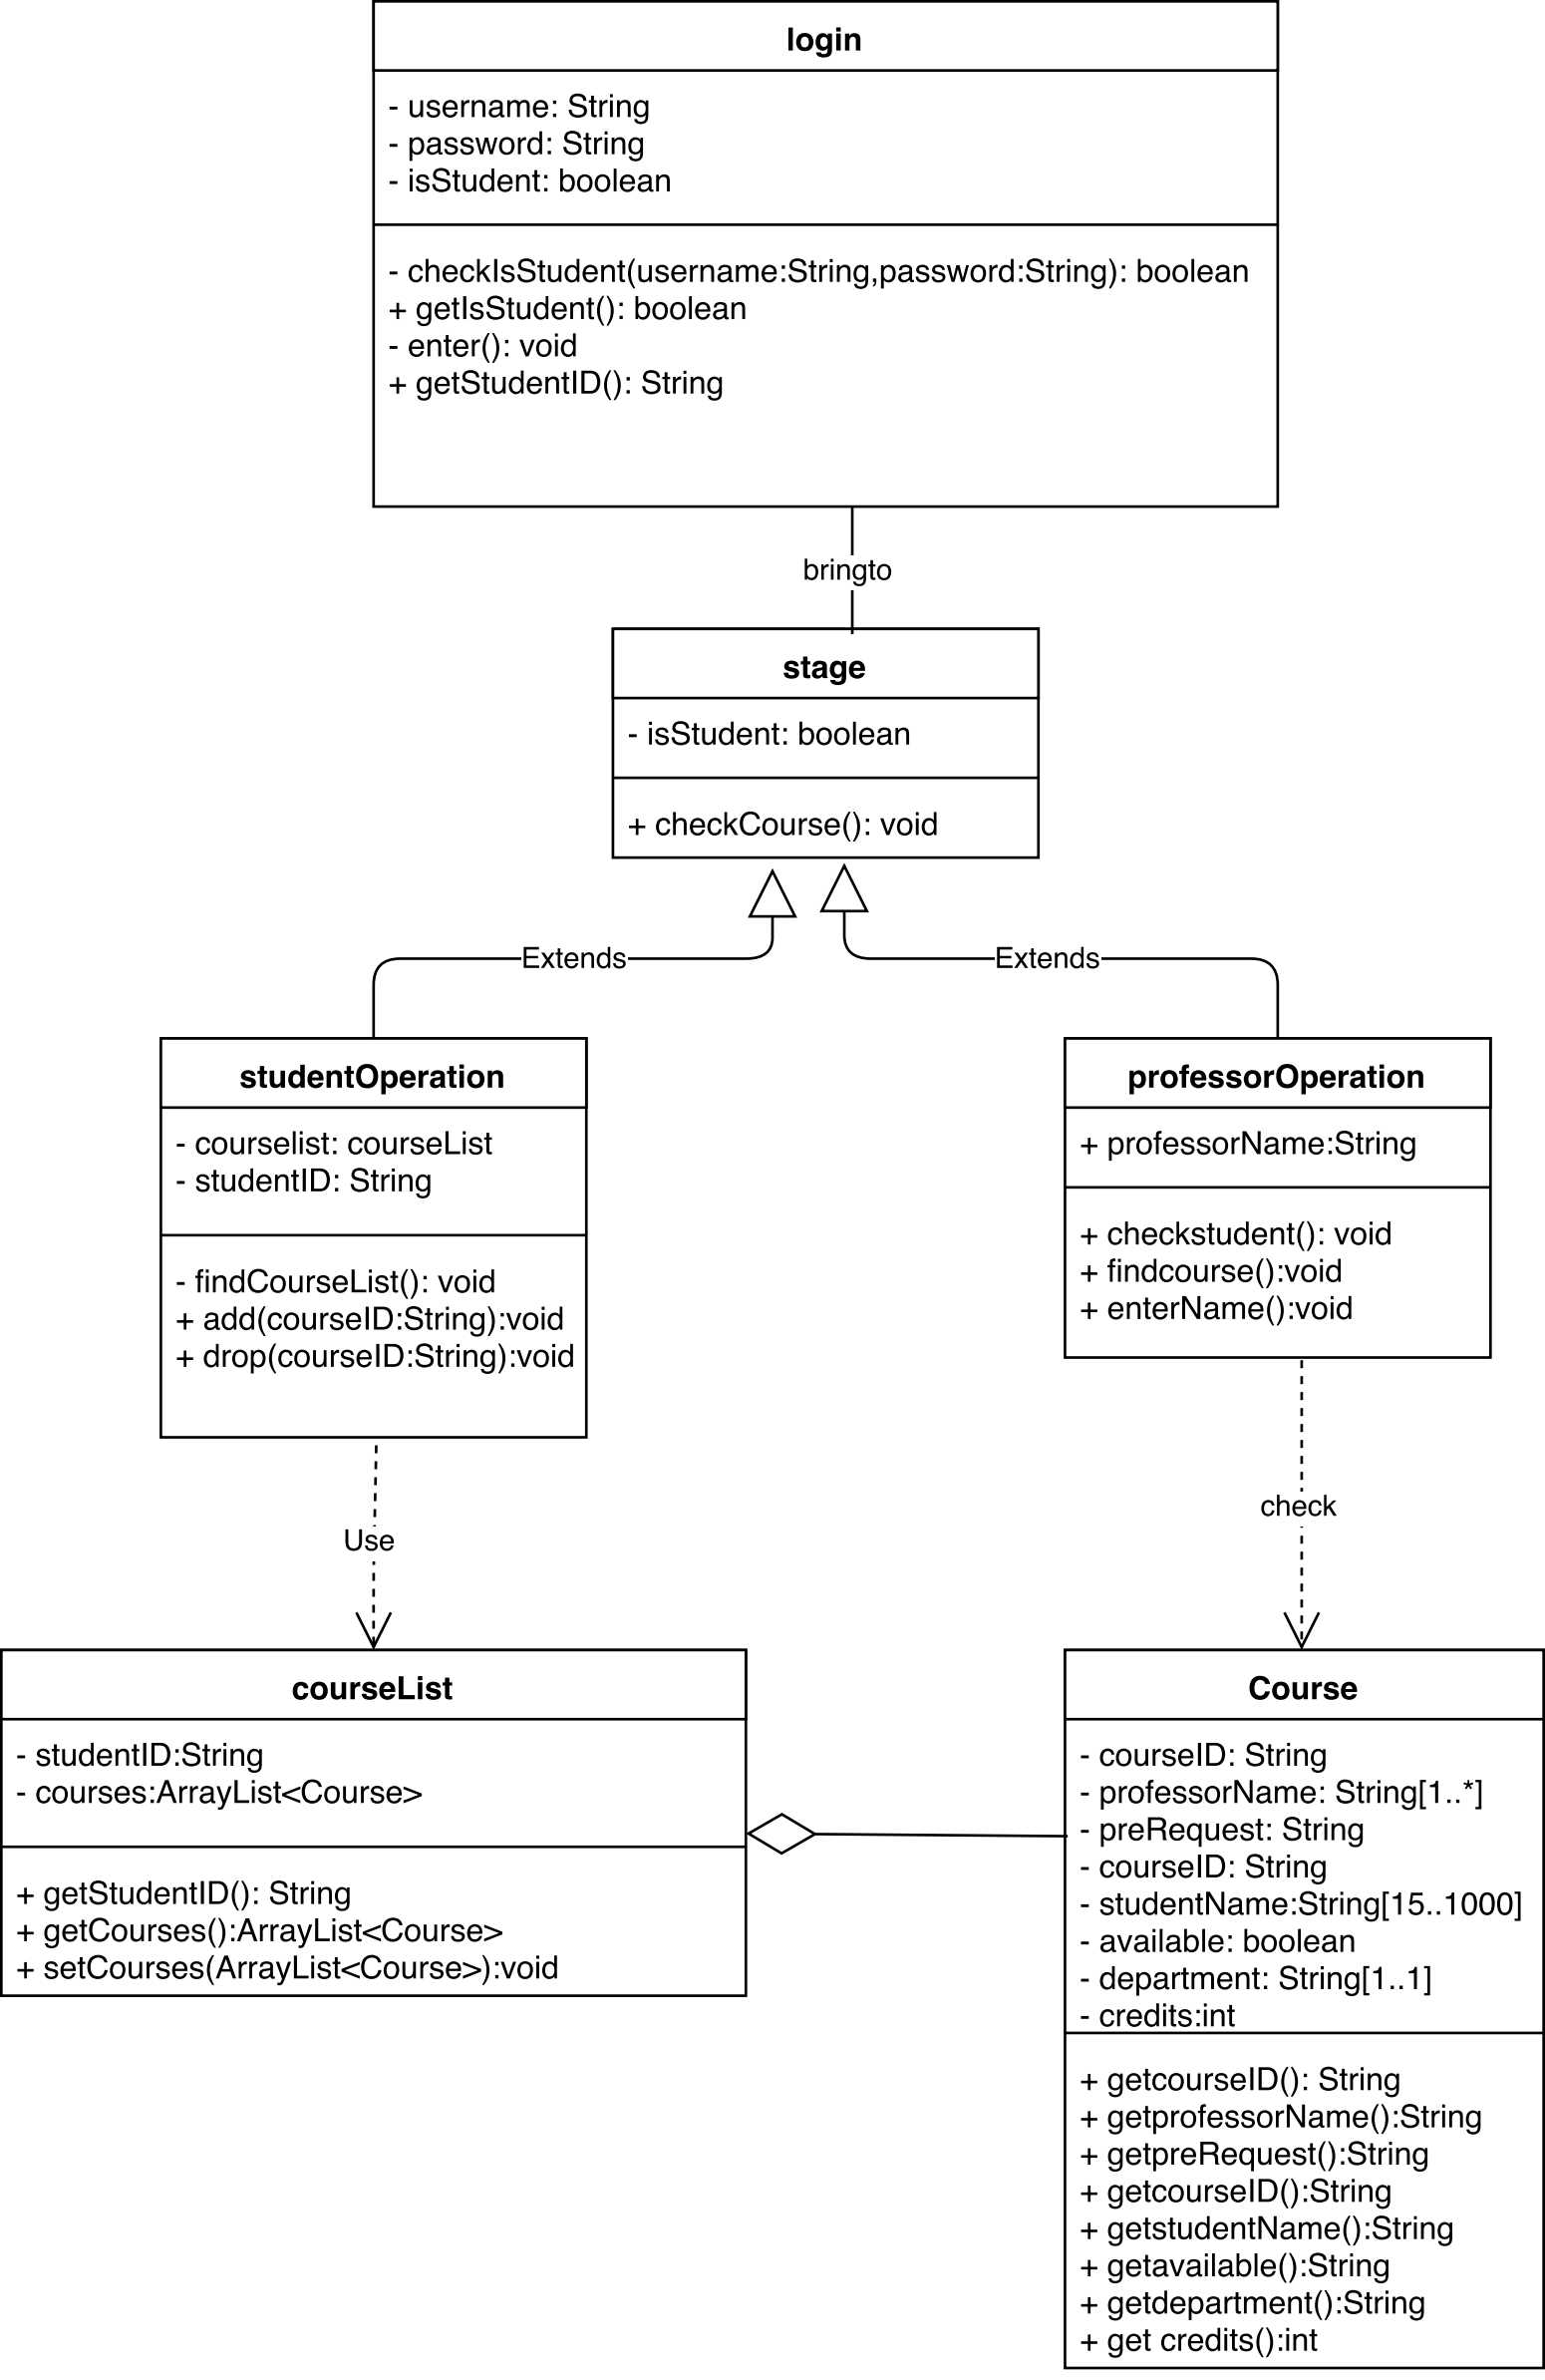 login
- username: String
- password: String
- isStudent: boolean
- checkIsStudent(username:String,password:String): boolean
+ getIsStudent(): boolean
- enter(): void
+ getStudentID(): String
bringto
stage
- isStudent: boolean
+ checkCourse(): void
Extends
Extends
studentOperation
- courselist: courseList
- studentID: String
- findCourseList(): void
+ add(courseID:String):void
+ drop(courseID:String):void
professorOperation
+ professorName:String
+ checkstudent(): void
+ findcourse():void
+ enterName():void
Use
check
courseList
- studentID:String
- courses:ArrayList<Course>
+ getStudentID(): String
+ getCourses():ArrayList<Course>
+ setCourses(ArrayList<Course>):void
Course
- courseID: String
- professorName: String[1..*]
- preRequest: String
- courseID: String
- studentName:String[15..1000]
- available: boolean
- department: String[1..1]
- credits:int
+ getcourseID(): String
+ getprofessorName():String
+ getpreRequest():String
+ getcourseID():String
+ getstudentName():String
+ getavailable():String
+ getdepartment():String
+ get credits():int